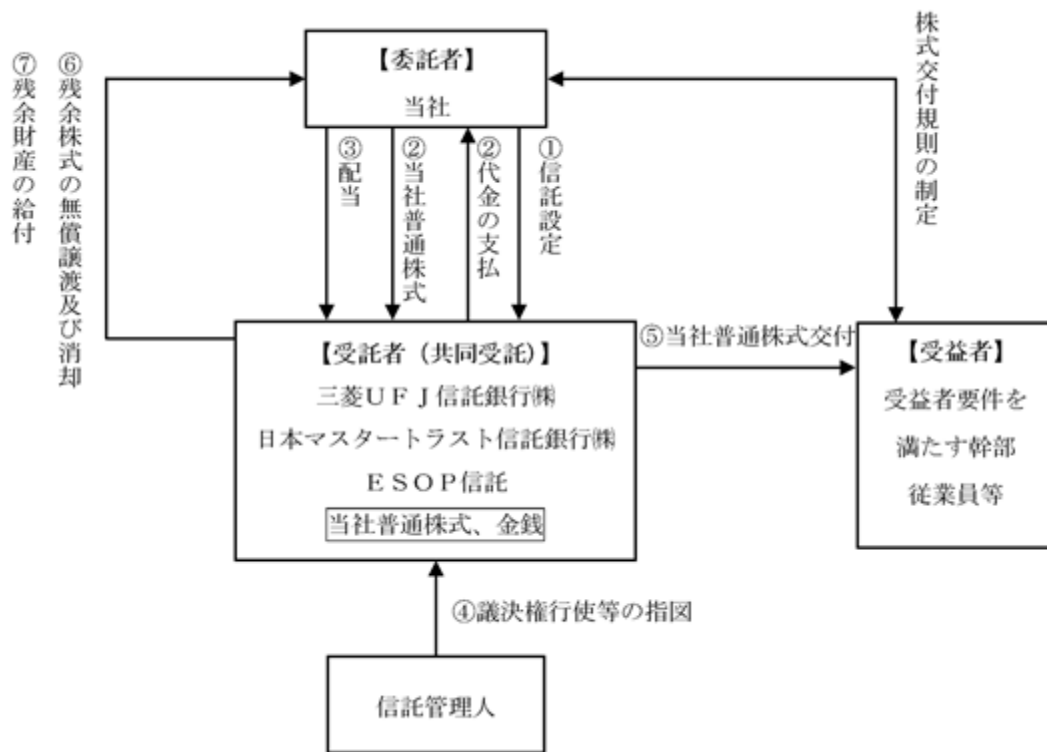 【委託者】
当社
⑦残余財産の給付
⑥残余株式の無償譲渡及び消却
③配当
②当社普通株式
②代金の支払
①信託設定
株式交付規則の制定
【受託者（共同受託）】
三菱ＵＦＪ信託銀行㈱
日本マスタートラスト信託銀行㈱
ＥＳＯＰ信託
当社普通株式、金銭
⑤当社普通株式交付
【受益者】
受益者要件を
満たす幹部
従業員等
④議決権行使等の指図
信託管理人